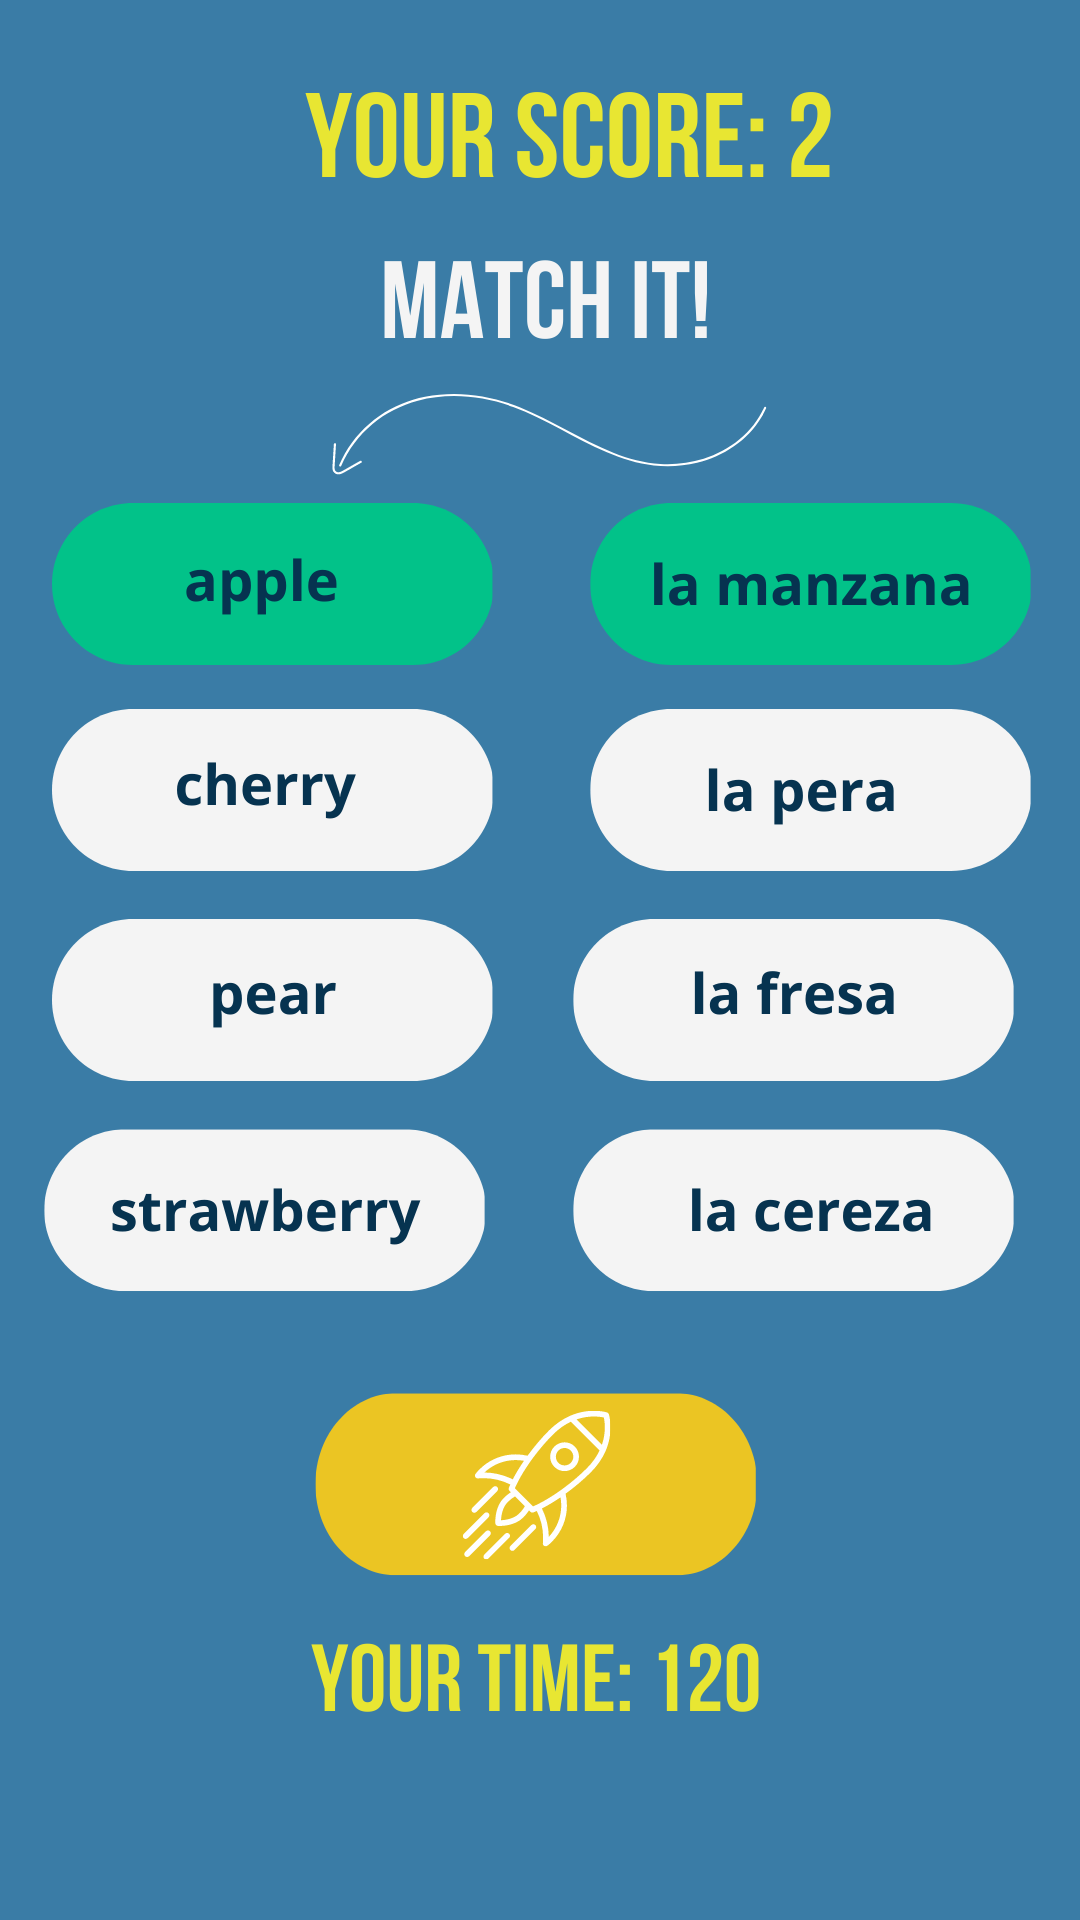 YOUR SCORE: 2
MATCH IT!
apple
la manzana
cherry
la pera
pear
la fresa
strawberry
la cereza
YOUR TIME: 120